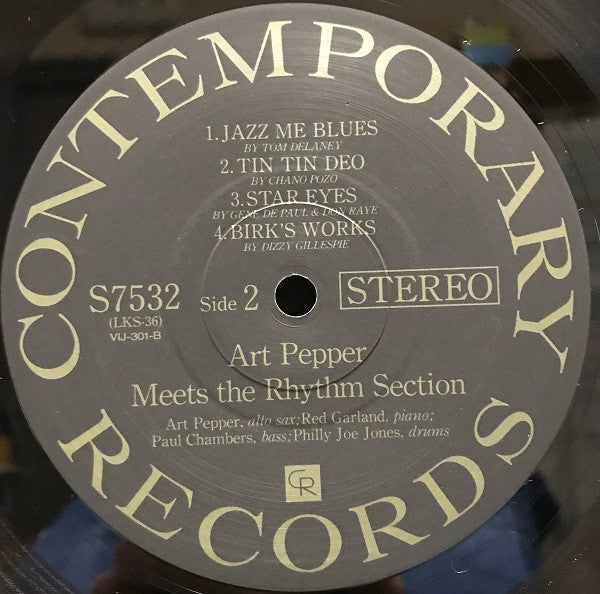 CONTEMPORARY
1.JAZZ ME BLUES
BY TOM DELANEY
2.TIN TIN DEO
BY CHANO POZO
3.STAR EYES
BY GENE DE PAUL & DON RAYE
4.BIRK'S WORKS
BY DIZZY GILLESPIE
S7532 Side 2 STEREO
(LKS-36)
VIJ-301-B
Art Pepper
Meets the Rhythm Section
Art Pepper, alto sax;Red Garland, piano;
Paul Chambers, bass;Philly Joe Jones, drums
CR
RECORDS